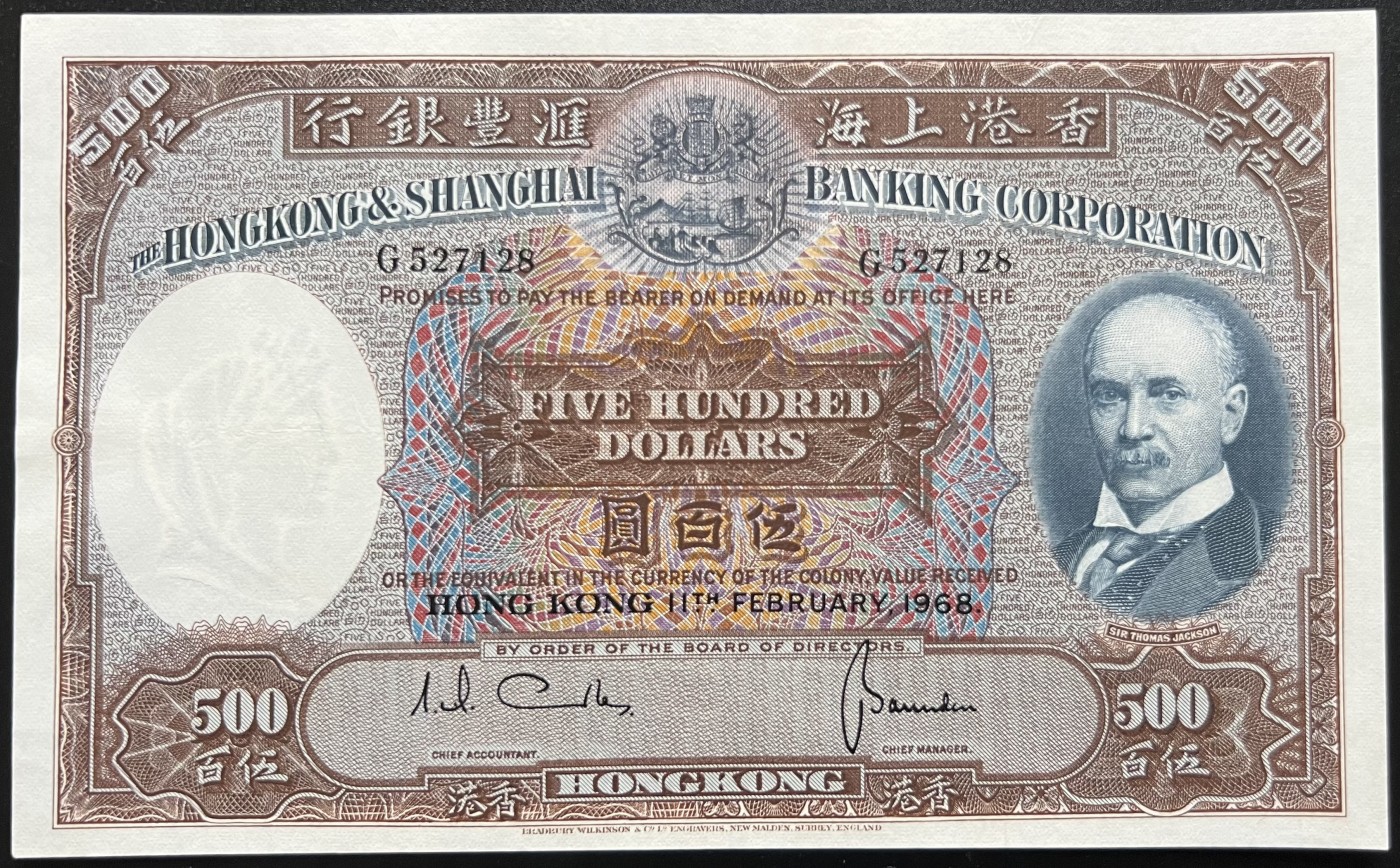 500
百伍
行銀豐滙
海上港香
500
百伍
THE HONGKONG & SHANGHAI BANKING CORPORATION
G 527128
G 527128
PROMISES TO PAY THE BEARER ON DEMAND AT ITS OFFICE HERE
FIVE HUNDRED
DOLLARS
圓百伍
OR THE EQUIVALENT IN THE CURRENCY OF THE COLONY, VALUE RECEIVED
HONG KONG 11TH FEBRUARY, 1968.
SIR THOMAS JACKSON
BY ORDER OF THE BOARD OF DIRECTORS.
500
百伍
CHIEF ACCOUNTANT.
CHIEF MANAGER.
500
百伍
港香
HONGKONG
港香
BRADBURY WILKINSON & Co. Ld. ENGRAVERS, NEW MALDEN, SURREY, ENGLAND